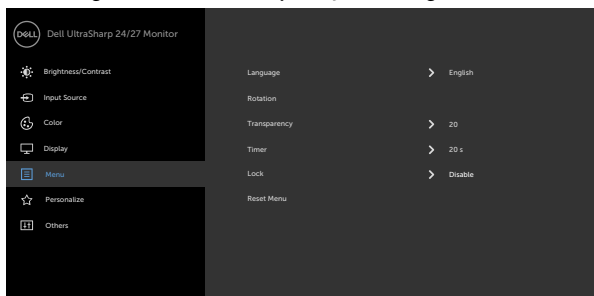 DELL Dell UltraSharp 24/27 Monitor
Brightness/Contrast
Input Source
Color
Display
Menu
Personalize
Others
Language English
Rotation
Transparency 20
Timer 20 s
Lock Disable
Reset Menu